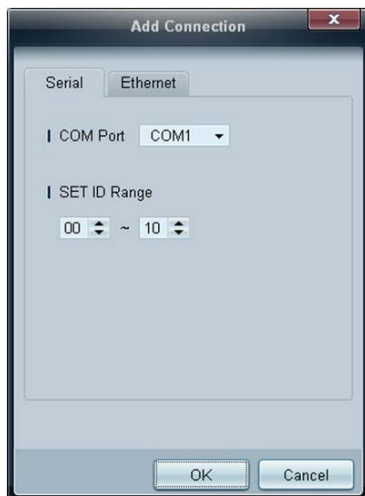 Add Connection
x
Serial Ethernet
COM Port COM1
SET ID Range
00 ~ 10
OK Cancel